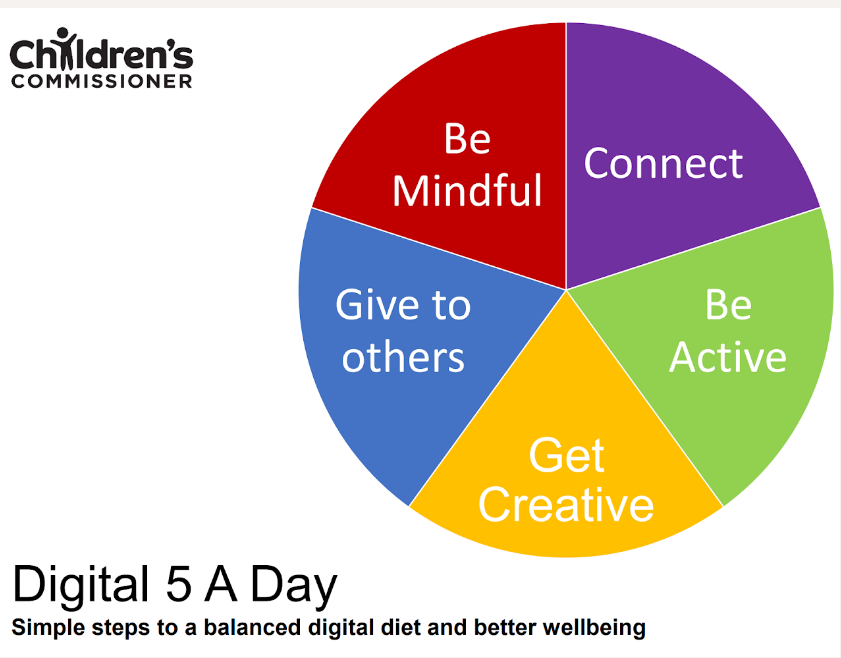 Children's
COMMISSIONER
Be
Mindful
Connect
Give to
others
Be
Active
Get
Creative
Digital 5 A Day
Simple steps to a balanced digital diet and better wellbeing